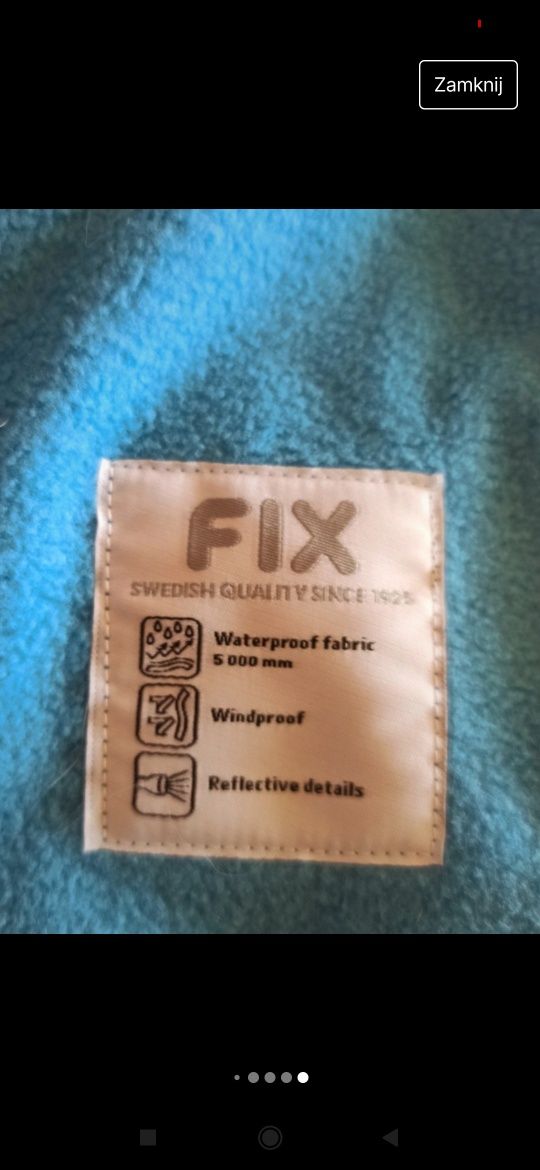 Zamknij
FIX
SWEDISH QUALITY SINCE 1925
Waterproof fabric
5 000 mm
Windproof
Reflective details